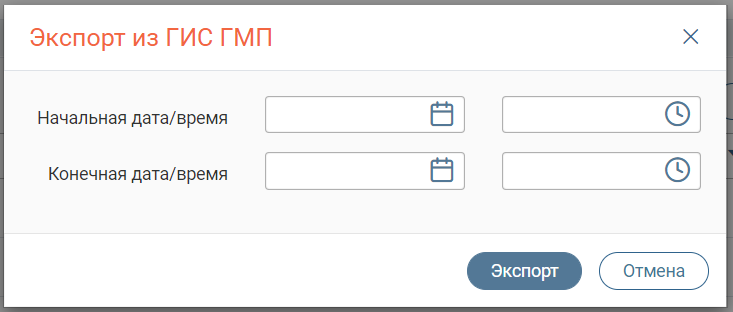 Экспорт из ГИС ГМП
Начальная дата/время
Конечная дата/время
Экспорт Отмена